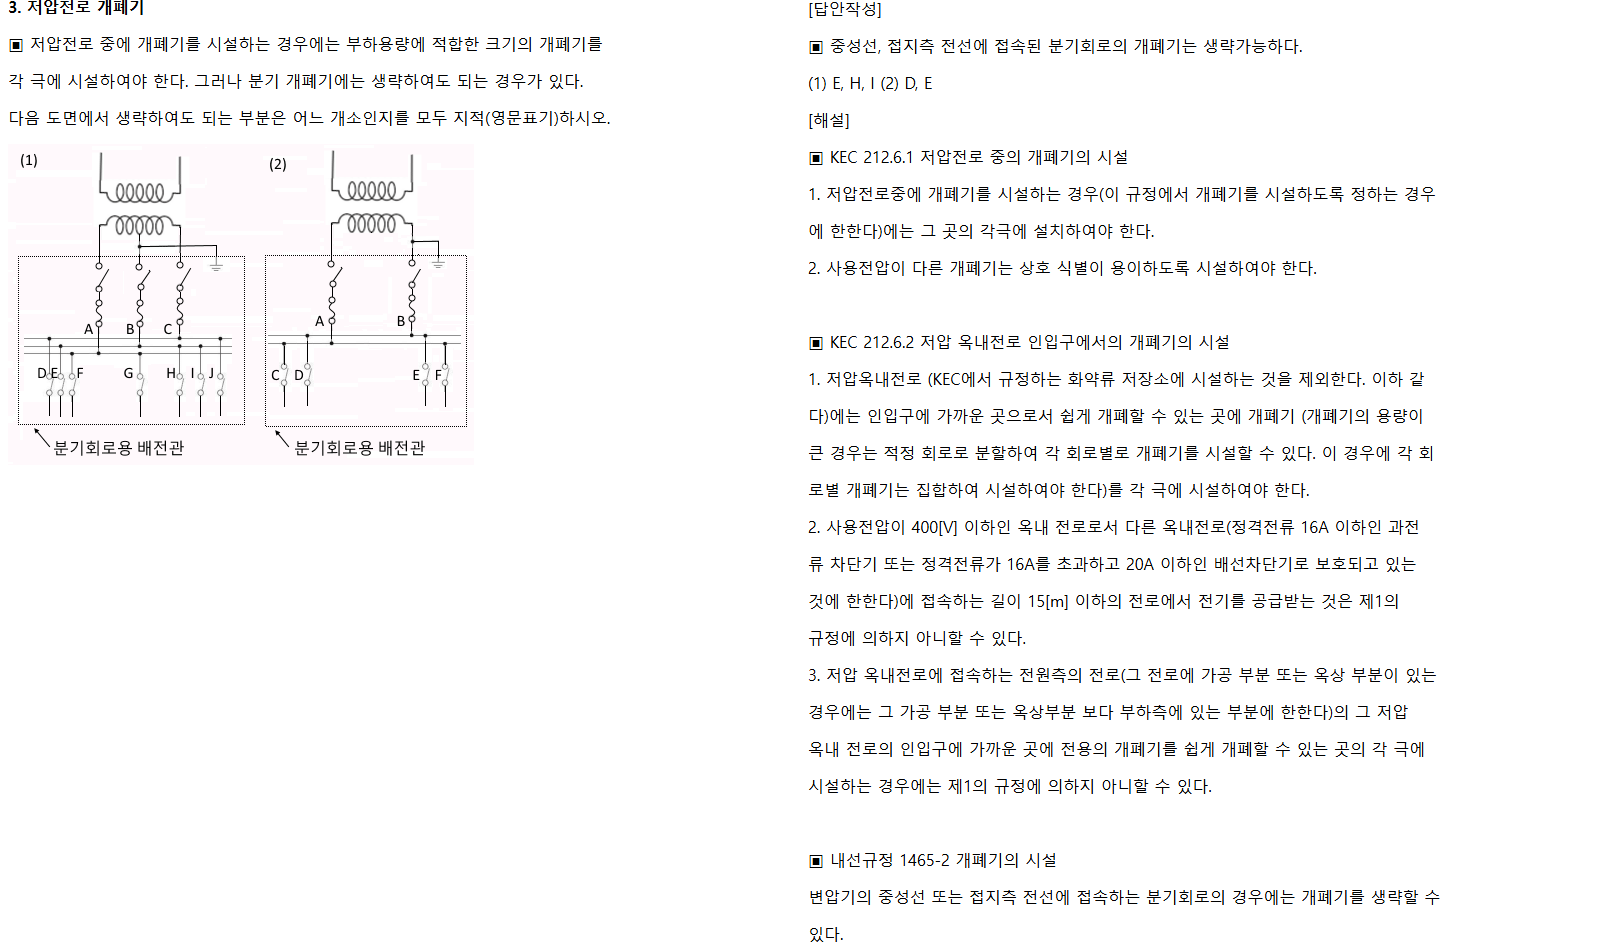 3. 저압전로 개폐기
▣ 저압전로 중에 개폐기를 시설하는 경우에는 부하용량에 적합한 크기의 개폐기를
각 극에 시설하여야 한다. 그러나 분기 개폐기에는 생략하여도 되는 경우가 있다.
다음 도면에서 생략하여도 되는 부분은 어느 개소인지를 모두 지적(영문표기)하시오.
(1)
A B C
D E F G H I J
분기회로용 배전관
(2)
A B
C D E F
분기회로용 배전관
[답안작성]
▣ 중성선, 접지측 전선에 접속된 분기회로의 개폐기는 생략가능하다.
(1) E, H, I (2) D, E
[해설]
▣ KEC 212.6.1 저압전로 중의 개폐기의 시설
1. 저압전로중에 개폐기를 시설하는 경우(이 규정에서 개폐기를 시설하도록 정하는 경우
에 한한다)에는 그 곳의 각극에 설치하여야 한다.
2. 사용전압이 다른 개폐기는 상호 식별이 용이하도록 시설하여야 한다.
▣ KEC 212.6.2 저압 옥내전로 인입구에서의 개폐기의 시설
1. 저압옥내전로 (KEC에서 규정하는 화약류 저장소에 시설하는 것을 제외한다. 이하 같
다)에는 인입구에 가까운 곳으로서 쉽게 개폐할 수 있는 곳에 개폐기 (개폐기의 용량이
큰 경우는 적정 회로로 분할하여 각 회로별로 개폐기를 시설할 수 있다. 이 경우에 각 회
로별 개폐기는 집합하여 시설하여야 한다)를 각 극에 시설하여야 한다.
2. 사용전압이 400[V] 이하인 옥내 전로로서 다른 옥내전로(정격전류 16A 이하인 과전
류 차단기 또는 정격전류가 16A를 초과하고 20A 이하인 배선차단기로 보호되고 있는
것에 한한다)에 접속하는 길이 15[m] 이하의 전로에서 전기를 공급받는 것은 제1의
규정에 의하지 아니할 수 있다.
3. 저압 옥내전로에 접속하는 전원측의 전로(그 전로에 가공 부분 또는 옥상 부분이 있는
경우에는 그 가공 부분 또는 옥상부분 보다 부하측에 있는 부분에 한한다)의 그 저압
옥내 전로의 인입구에 가까운 곳에 전용의 개폐기를 쉽게 개폐할 수 있는 곳의 각 극에
시설하는 경우에는 제1의 규정에 의하지 아니할 수 있다.
▣ 내선규정 1465-2 개폐기의 시설
변압기의 중성선 또는 접지측 전선에 접속하는 분기회로의 경우에는 개폐기를 생략할 수
있다.